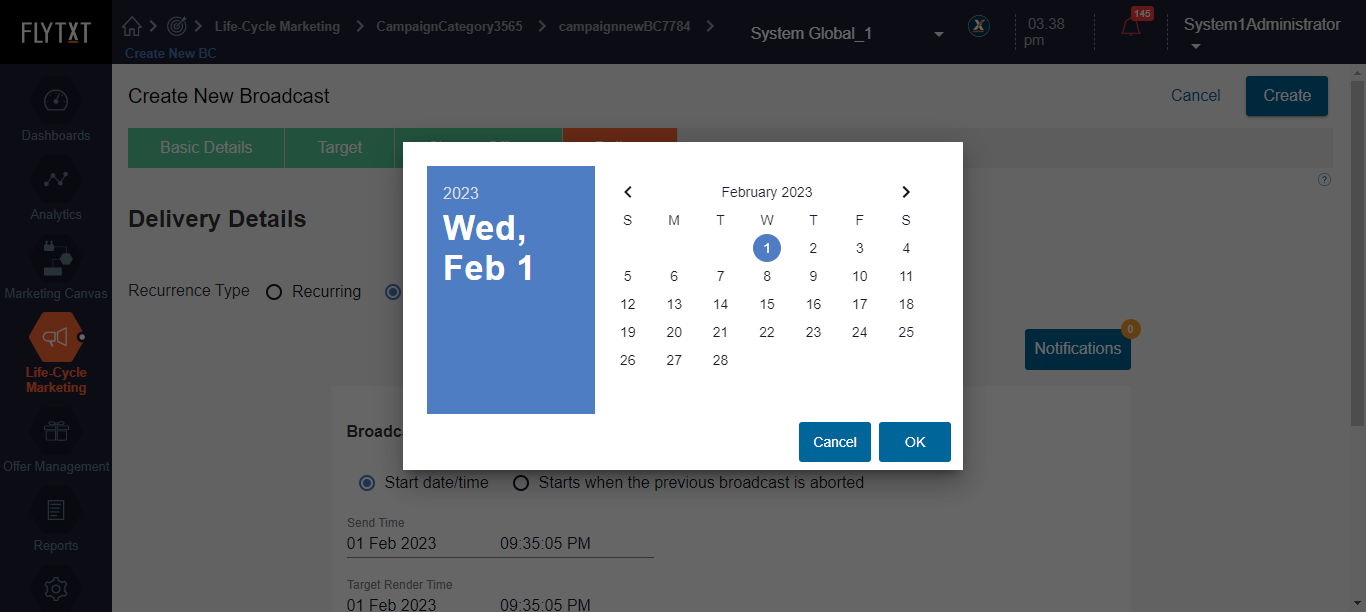 FLYTXT
Life-Cycle Marketing
CampaignCategory3565
campaignnewBC7784
Create New BC
System Global_1
X
03.38
pm
145
System1Administrator
Dashboards
Analytics
Marketing Canvas
Life-Cycle
Marketing
Offer Management
Reports
Create New Broadcast
Cancel
Create
Basic Details
Target
?
Delivery Details
Recurrence Type
Recurring
0
Notifications
2023
Wed,
Feb 1
February 2023
S M T W T F S
1 2 3 4
5 6 7 8 9 10 11
12 13 14 15 16 17 18
19 20 21 22 23 24 25
26 27 28
Cancel
OK
Start date/time
Starts when the previous broadcast is aborted
Send Time
01 Feb 2023 09:35:05 PM
Target Render Time
01 Feb 2023 09:35:05 PM